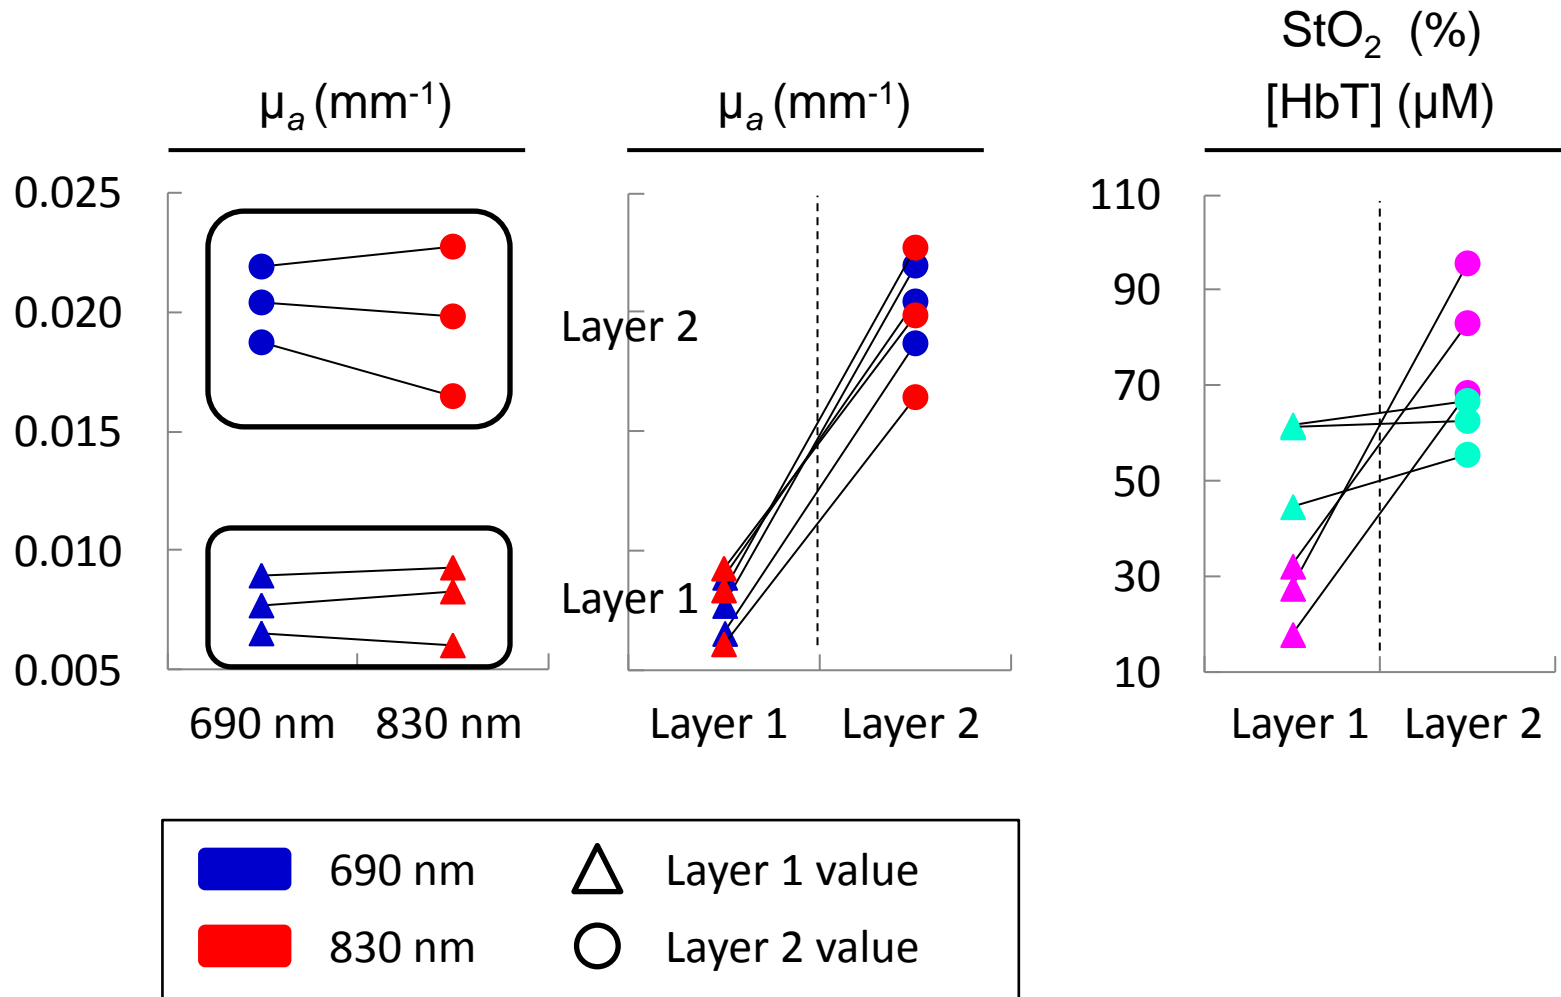 StO₂ (%)
μₐ (mm⁻¹) μₐ (mm⁻¹) [HbT] (μM)
0.025
0.020
0.015
0.010
0.005
Layer 2
Layer 1
110
90
70
50
30
10
690 nm 830 nm
Layer 1 Layer 2
Layer 1 Layer 2
690 nm Layer 1 value
830 nm Layer 2 value